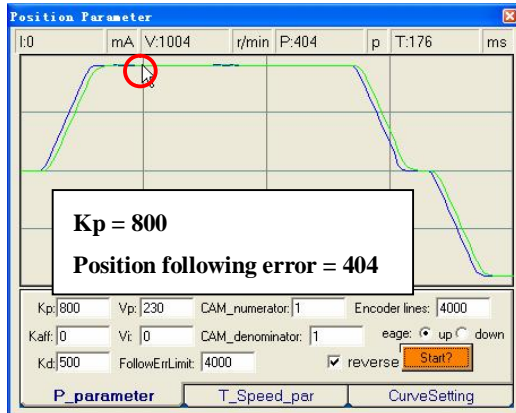 Position Parameter
I:0 mA V:1004 r/min P:404 p T:176 ms
Kp = 800
Position following error = 404
Kp: 800 Vp: 230 CAM_numerator: 1 Encoder lines: 4000
Kaff: 0 Vi: 0 CAM_denominator: 1 eage: up down
Kd: 500 FollowErrLimit: 4000 reverse Start?
P_parameter T_Speed_par CurveSetting